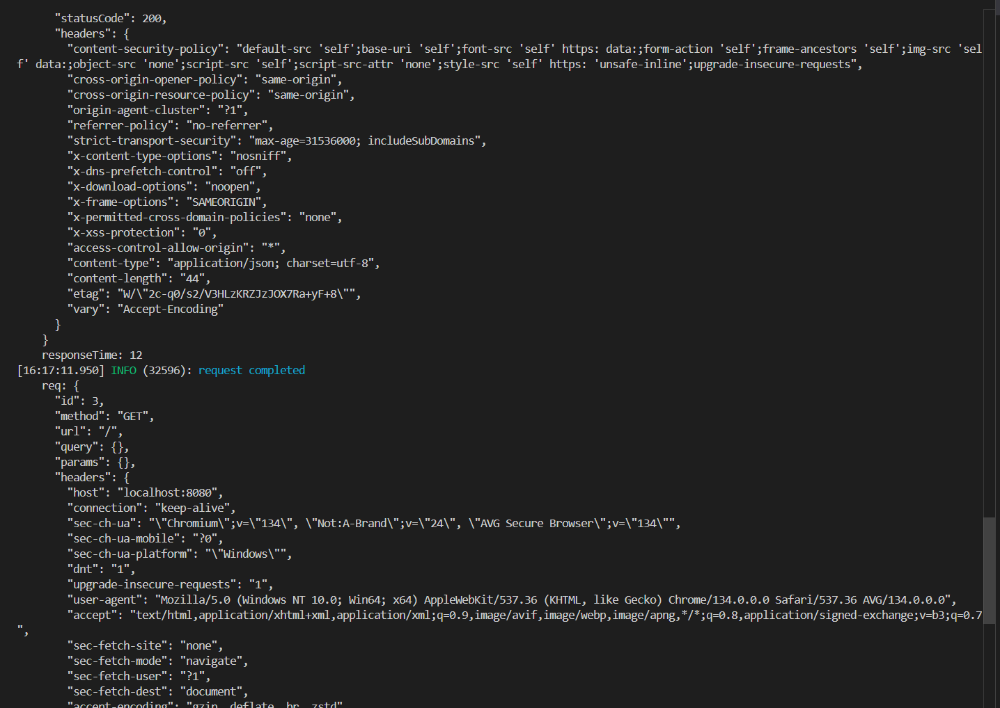 "statusCode": 200,
"headers": {
"content-security-policy": "default-src 'self';base-uri 'self';font-src 'self' https: data:;form-action 'self';frame-ancestors 'self';img-src 'sel
f' data:;object-src 'none';script-src 'self';script-src-attr 'none';style-src 'self' https: 'unsafe-inline';upgrade-insecure-requests",
"cross-origin-opener-policy": "same-origin",
"cross-origin-resource-policy": "same-origin",
"origin-agent-cluster": "?1",
"referrer-policy": "no-referrer",
"strict-transport-security": "max-age=31536000; includeSubDomains",
"x-content-type-options": "nosniff",
"x-dns-prefetch-control": "off",
"x-download-options": "noopen",
"x-frame-options": "SAMEORIGIN",
"x-permitted-cross-domain-policies": "none",
"x-xss-protection": "0",
"access-control-allow-origin": "*",
"content-type": "application/json; charset=utf-8",
"content-length": "44",
"etag": "W/\"2c-q0/s2/V3HLzKRZJzJOX7Ra+yF+8\"",
"vary": "Accept-Encoding"
}
}
responseTime: 12
[16:17:11.950] INFO (32596): request completed
req: {
"id": 3,
"method": "GET",
"url": "/",
"query": {},
"params": {},
"headers": {
"host": "localhost:8080",
"connection": "keep-alive",
"sec-ch-ua": "\"Chromium\";v=\"134\", \"Not:A-Brand\";v=\"24\", \"AVG Secure Browser\";v=\"134\"",
"sec-ch-ua-mobile": "?0",
"sec-ch-ua-platform": "\"Windows\"",
"dnt": "1",
"upgrade-insecure-requests": "1",
"user-agent": "Mozilla/5.0 (Windows NT 10.0; Win64; x64) AppleWebKit/537.36 (KHTML, like Gecko) Chrome/134.0.0.0 Safari/537.36 AVG/134.0.0.0",
"accept": "text/html,application/xhtml+xml,application/xml;q=0.9,image/avif,image/webp,image/apng,*/*;q=0.8,application/signed-exchange;v=b3;q=0.7
",
"sec-fetch-site": "none",
"sec-fetch-mode": "navigate",
"sec-fetch-user": "?1",
"sec-fetch-dest": "document",
"accept-encoding": "gzip, deflate, br, zstd"